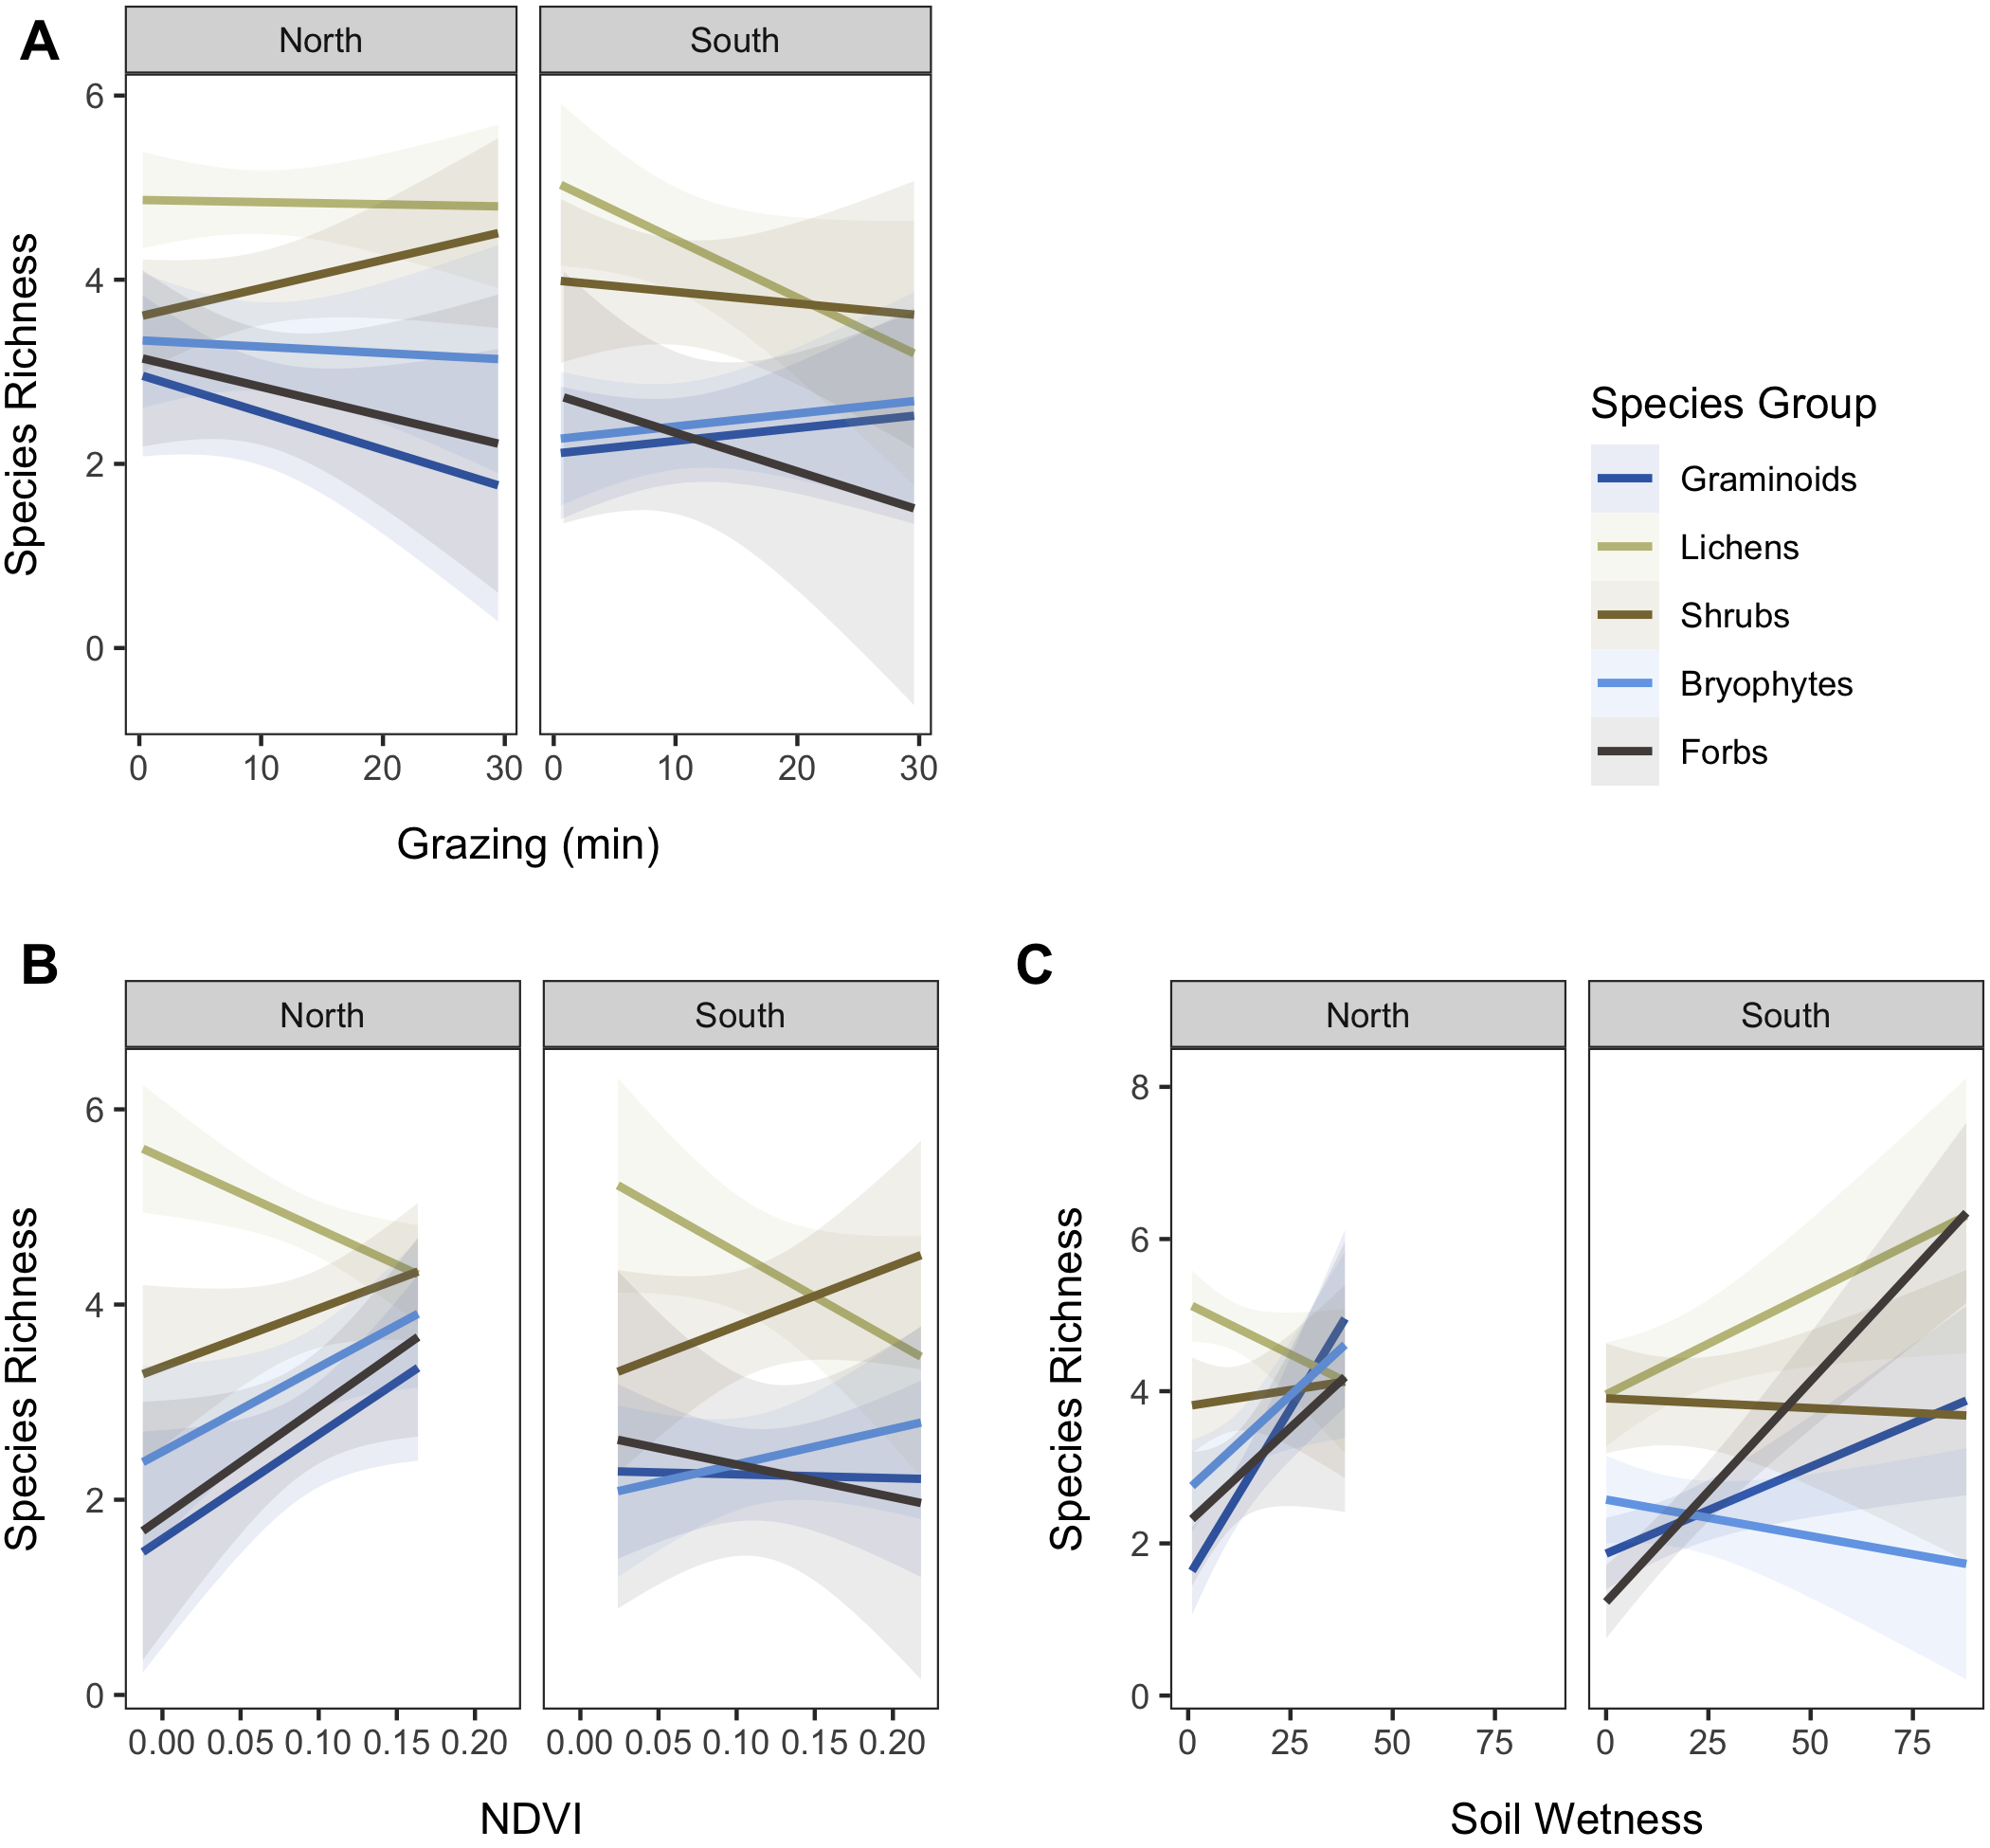 A
North South
Species Richness
6
4
2
0
0 10 20 30 0 10 20 30
Grazing (min)
Species Group
Graminoids
Lichens
Shrubs
Bryophytes
Forbs
B
North South
Species Richness
6
4
2
0
0.00 0.05 0.10 0.15 0.20 0.00 0.05 0.10 0.15 0.20
NDVI
C
North South
Species Richness
8
6
4
2
0
0 25 50 75 0 25 50 75
Soil Wetness